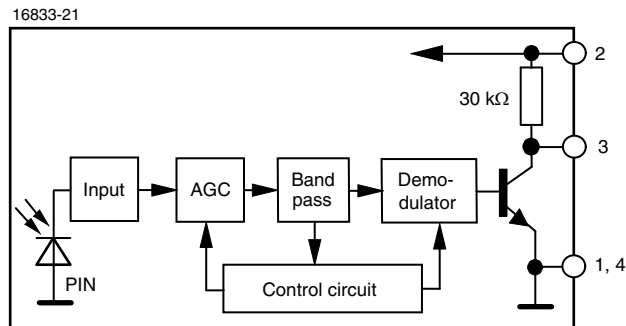 16833-21
2
30 kΩ
3
Input
AGC
Band
pass
Demo-
dulator
1, 4
PIN
Control circuit